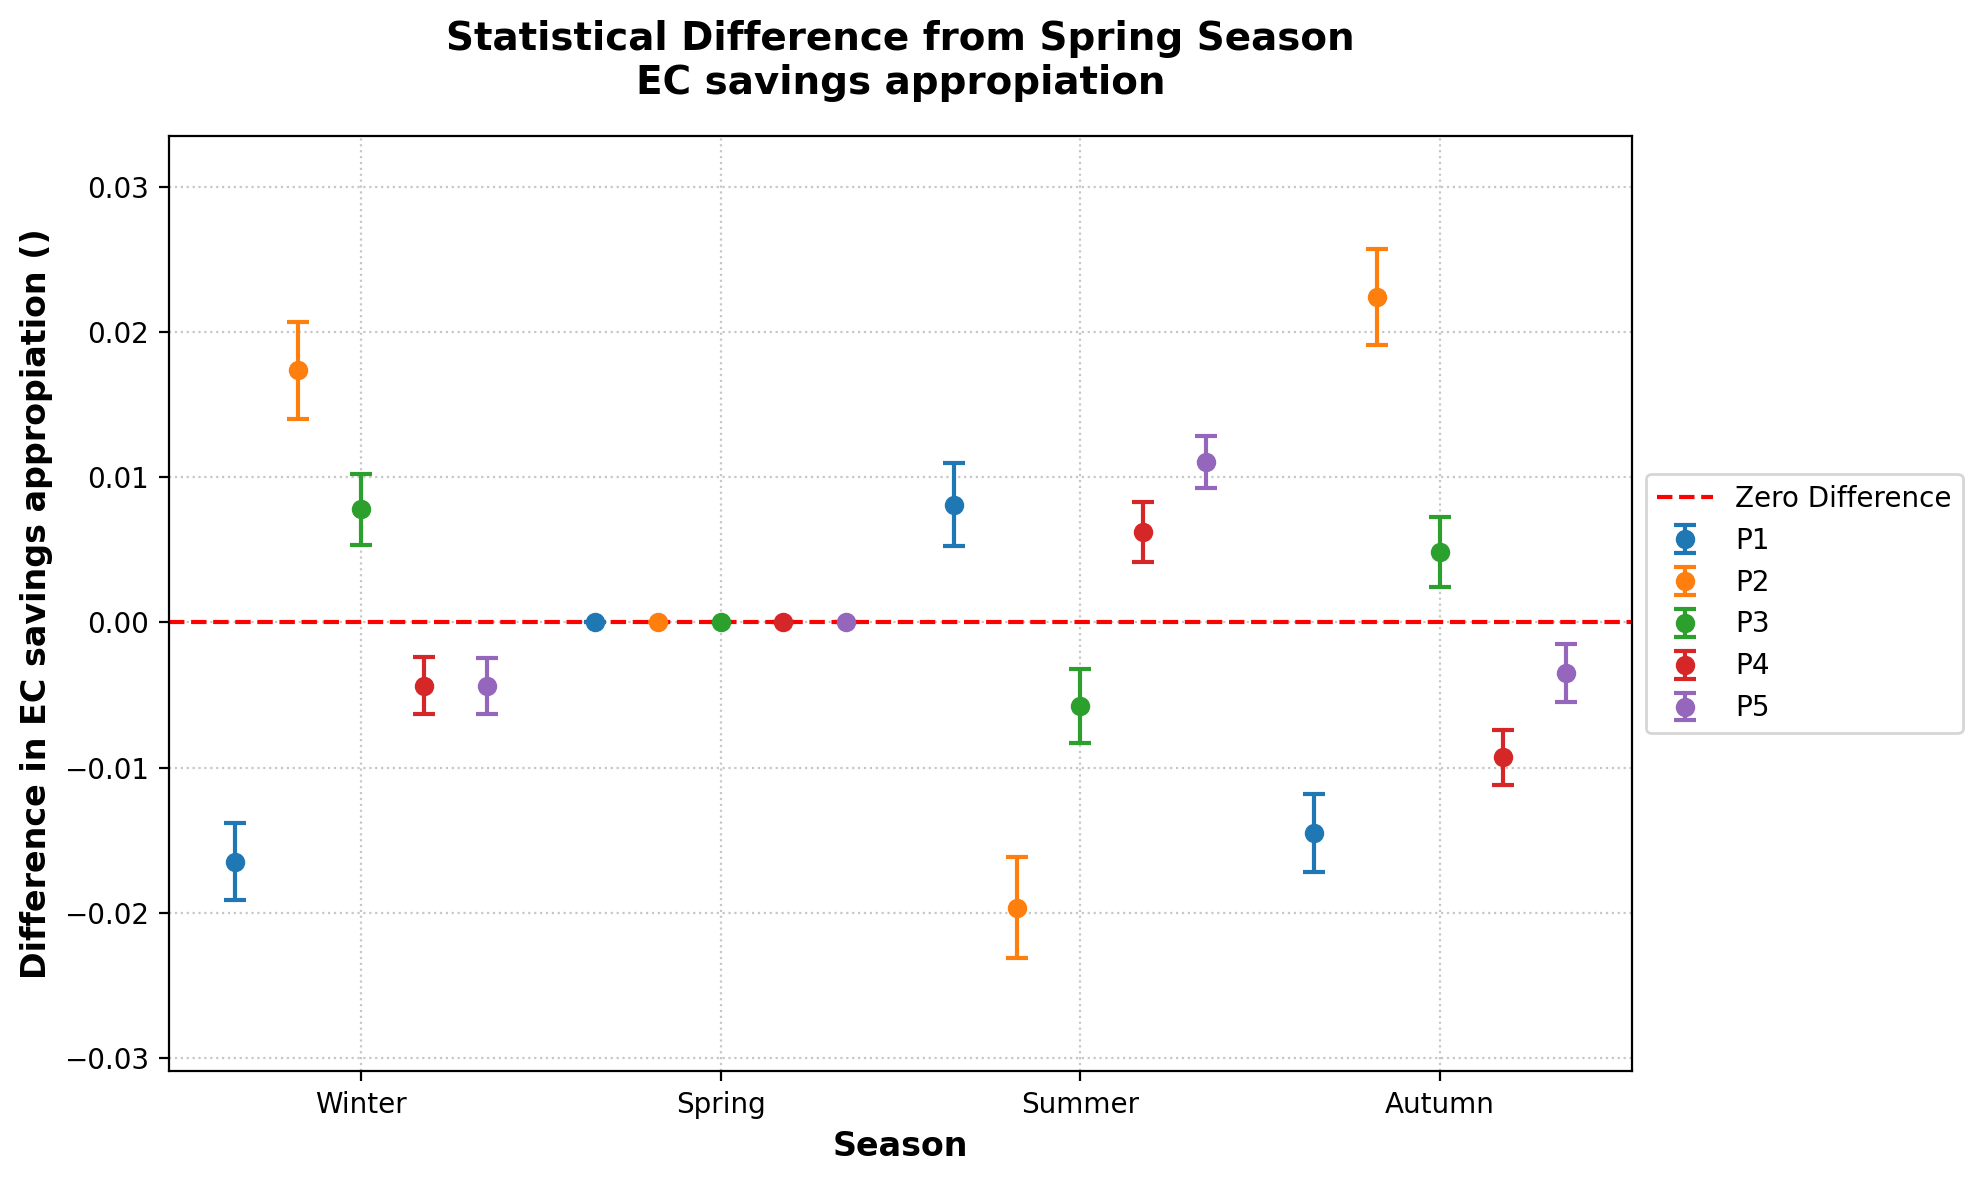 Statistical Difference from Spring Season
EC savings appropiation
Difference in EC savings appropiation ()
0.03
0.02
0.01
0.00
−0.01
−0.02
−0.03
Winter
Spring
Summer
Autumn
Season
Zero Difference
P1
P2
P3
P4
P5